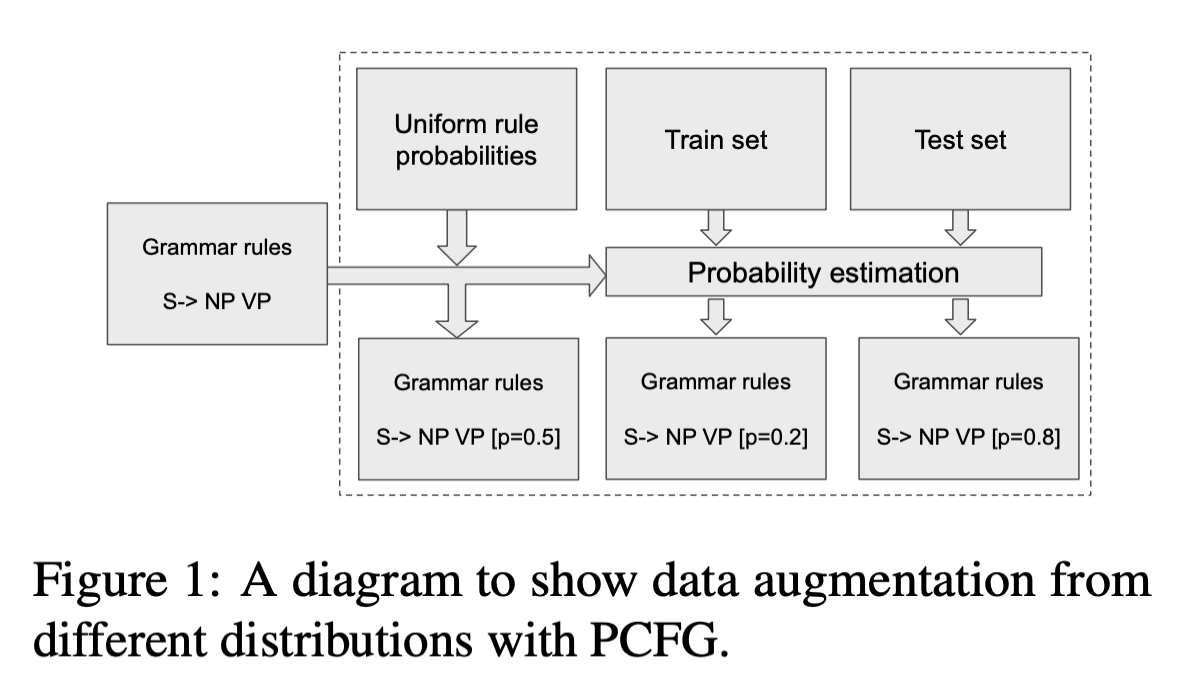 Uniform rule
probabilities
Train set
Test set
Grammar rules
S-> NP VP
Probability estimation
Grammar rules
S-> NP VP [p=0.5]
Grammar rules
S-> NP VP [p=0.2]
Grammar rules
S-> NP VP [p=0.8]
Figure 1: A diagram to show data augmentation from
different distributions with PCFG.